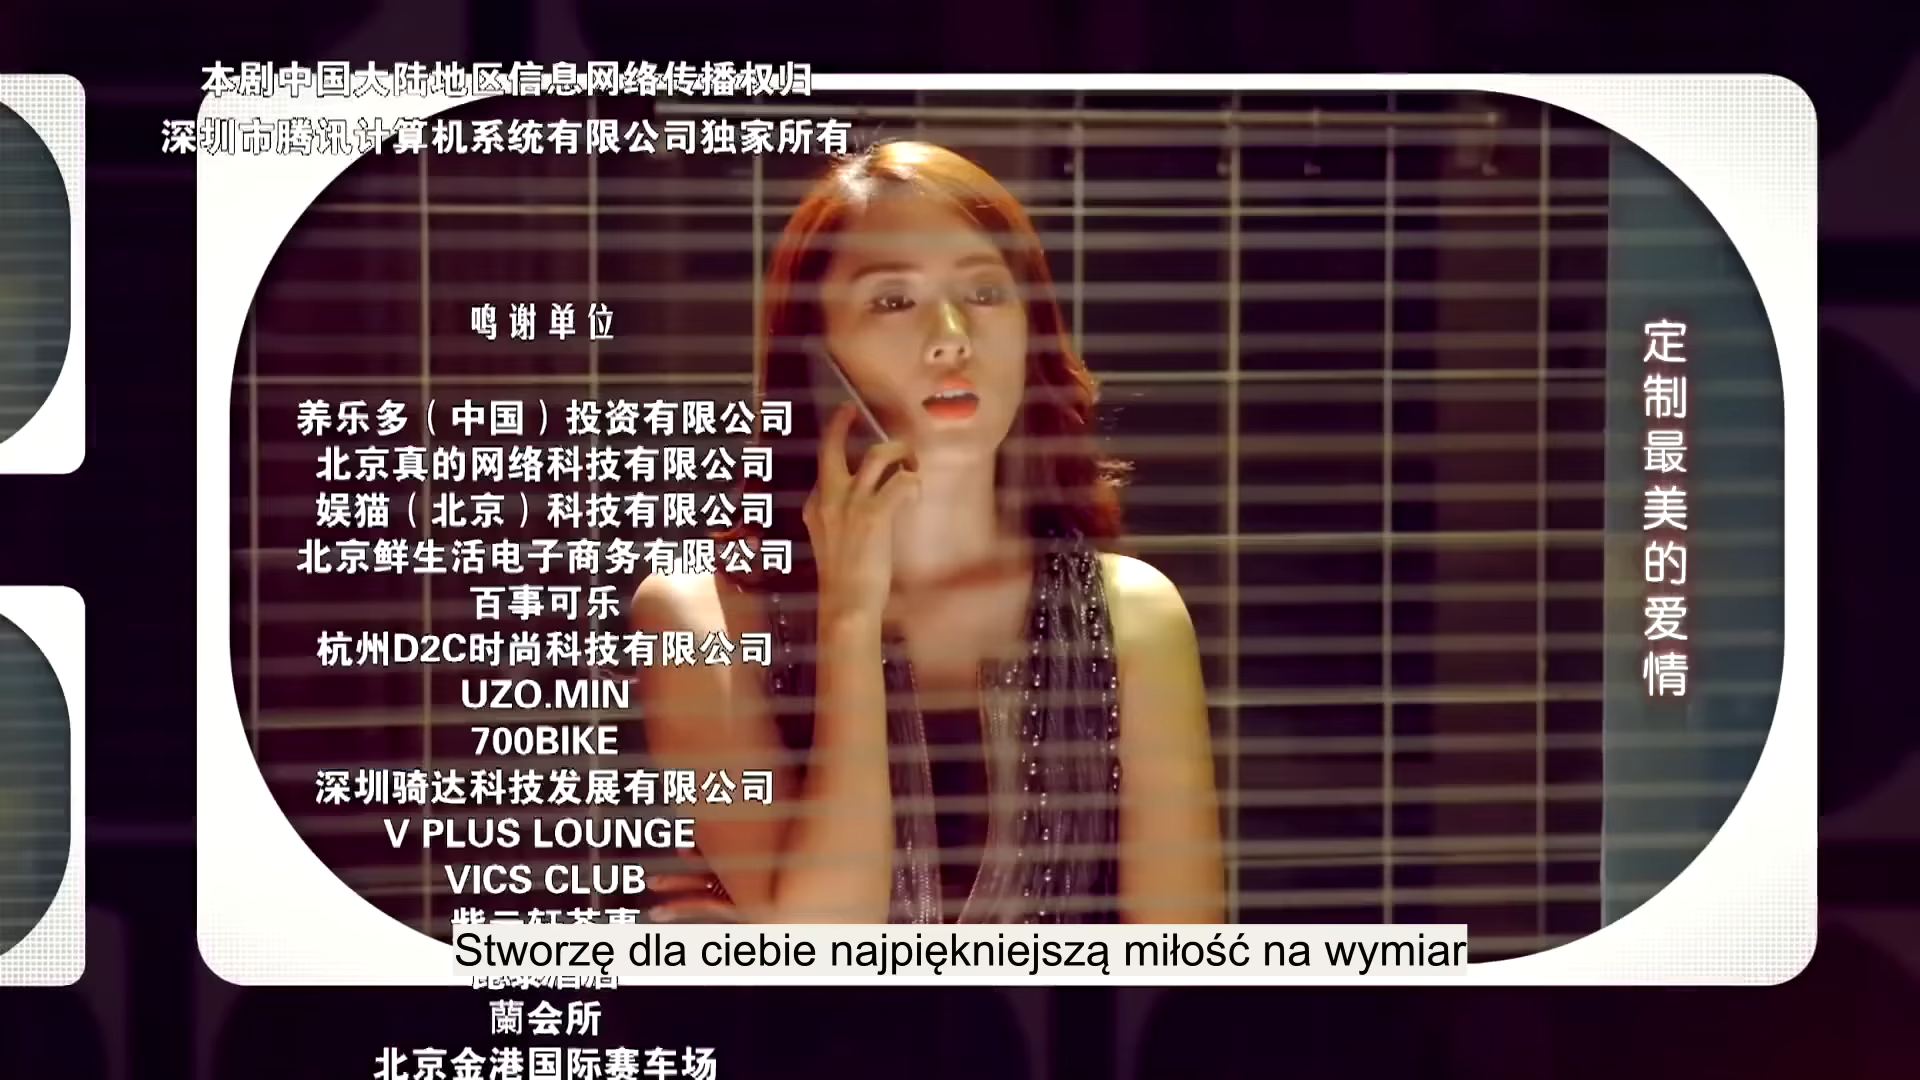 本剧中国大陆地区信息网络传播权归
深圳市腾讯计算机系统有限公司独家所有
鸣谢单位
养乐多（中国）投资有限公司
北京真的网络科技有限公司
娱猫（北京）科技有限公司
北京鲜生活电子商务有限公司
百事可乐
杭州D2C时尚科技有限公司
UZO.MIN
700BIKE
深圳骑达科技发展有限公司
V PLUS LOUNGE
VICS CLUB
蘭会所
北京金港国际赛车场
定制最美的爱情
Stworzę dla ciebie najpiękniejszą miłość na wymiar